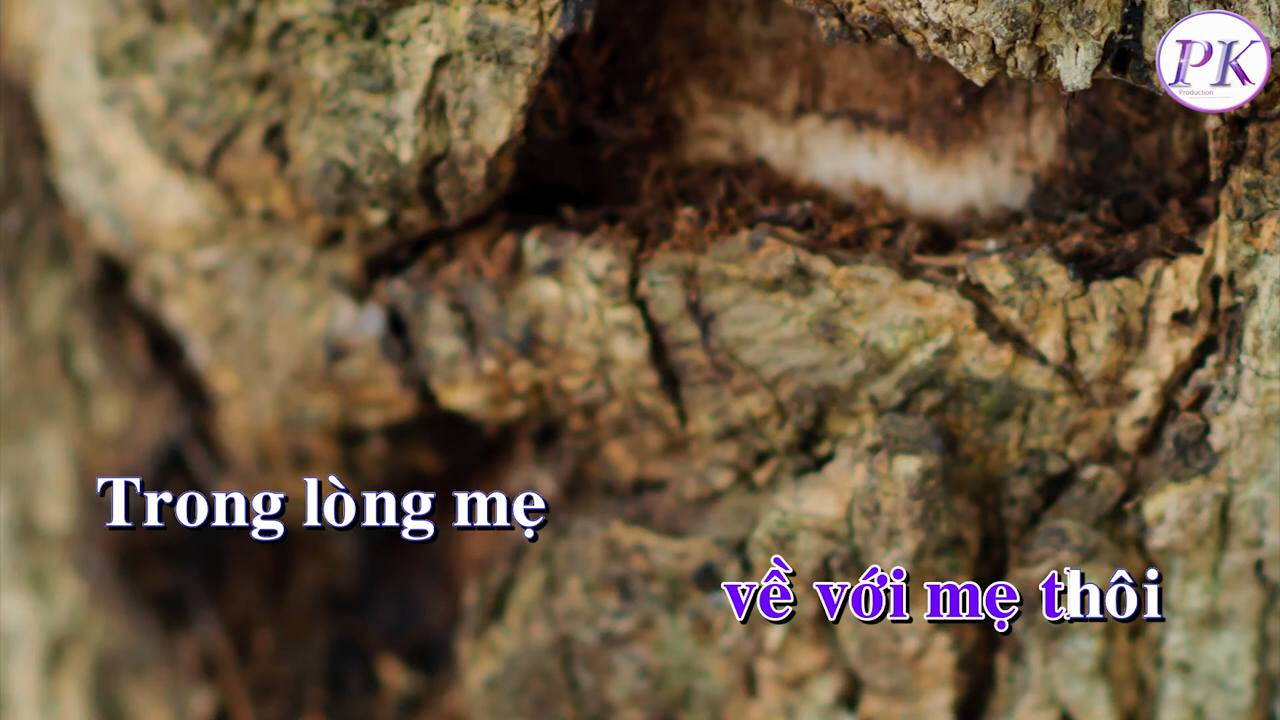 PK
Production
Trong lòng mẹ
về với mẹ thôi